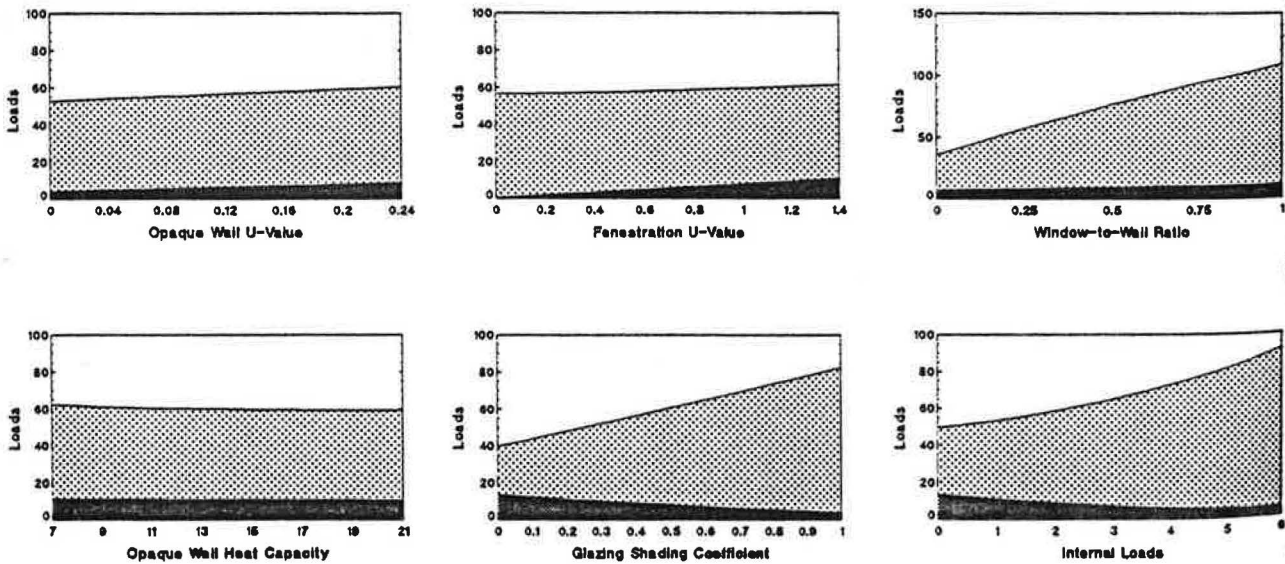 100
80
60
40
20
0
Loads
0 0.04 0.08 0.12 0.16 0.2 0.24
Opaque Wall U-Value
100
80
60
40
20
0
Loads
0 0.2 0.4 0.6 0.8 1 1.2 1.4
Fenestration U-Value
150
100
50
0
Loads
0 0.25 0.5 0.75 1
Window-to-Wall Ratio
100
80
60
40
20
0
Loads
7 9 11 13 15 17 19 21
Opaque Wall Heat Capacity
100
80
60
40
20
0
Loads
0 0.1 0.2 0.3 0.4 0.5 0.6 0.7 0.8 0.9 1
Glazing Shading Coefficient
100
80
60
40
20
0
Loads
0 1 2 3 4 5 6
Internal Loads